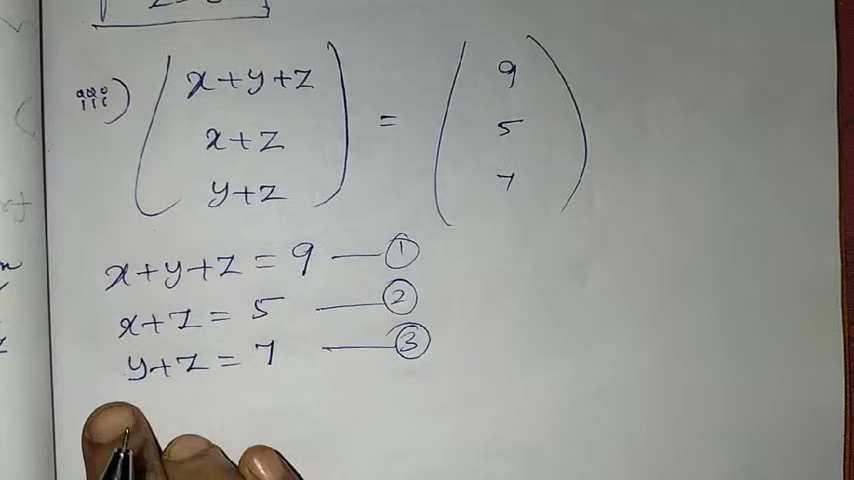 iii) ( x+y+z ) = ( 9 )
x+z 5
y+z 7
x+y+z = 9 — ①
x+z = 5 — ②
y+z = 7 — ③